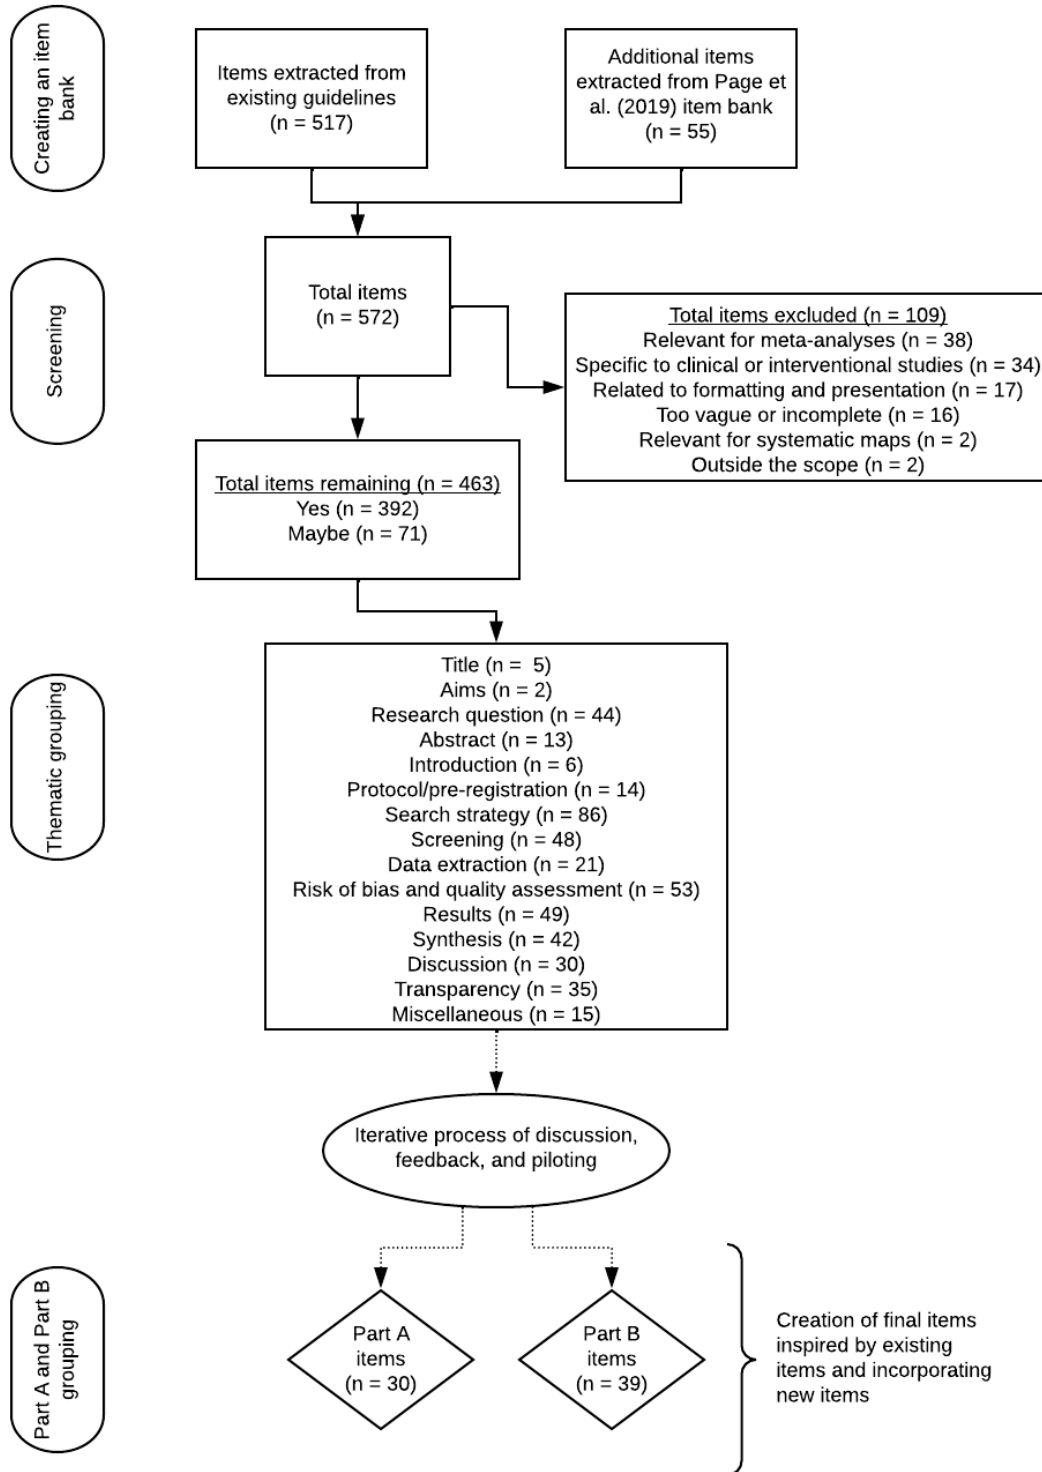 Creating an item
bank
Items extracted from
existing guidelines
(n = 517)
Additional items
extracted from Page et
al. (2019) item bank
(n = 55)
Screening
Total items
(n = 572)
Total items excluded (n = 109)
Relevant for meta-analyses (n = 38)
Specific to clinical or interventional studies (n = 34)
Related to formatting and presentation (n = 17)
Too vague or incomplete (n = 16)
Relevant for systematic maps (n = 2)
Outside the scope (n = 2)
Total items remaining (n = 463)
Yes (n = 392)
Maybe (n = 71)
Thematic grouping
Title (n =  5)
Aims (n = 2)
Research question (n = 44)
Abstract (n = 13)
Introduction (n = 6)
Protocol/pre-registration (n = 14)
Search strategy (n = 86)
Screening (n = 48)
Data extraction (n = 21)
Risk of bias and quality assessment (n = 53)
Results (n = 49)
Synthesis (n = 42)
Discussion (n = 30)
Transparency (n = 35)
Miscellaneous (n = 15)
Iterative process of discussion,
feedback, and piloting
Part A and Part B
grouping
Part A
items
(n = 30)
Part B
items
(n = 39)
Creation of final items
inspired by existing
items and incorporating
new items